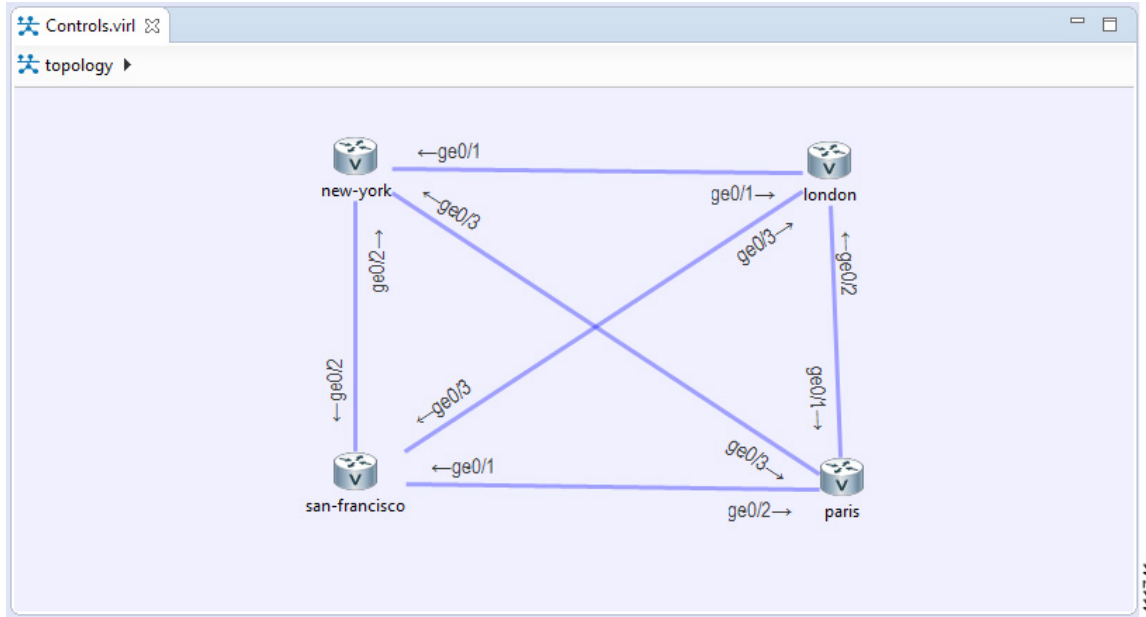 Controls.virl
topology
←ge0/1
new-york
ge0/1→
london
←ge0/3
ge0/3→
ge0/2→
←ge0/2
←ge0/2
ge0/1→
←ge0/3
ge0/3→
←ge0/1
san-francisco
ge0/2→
paris